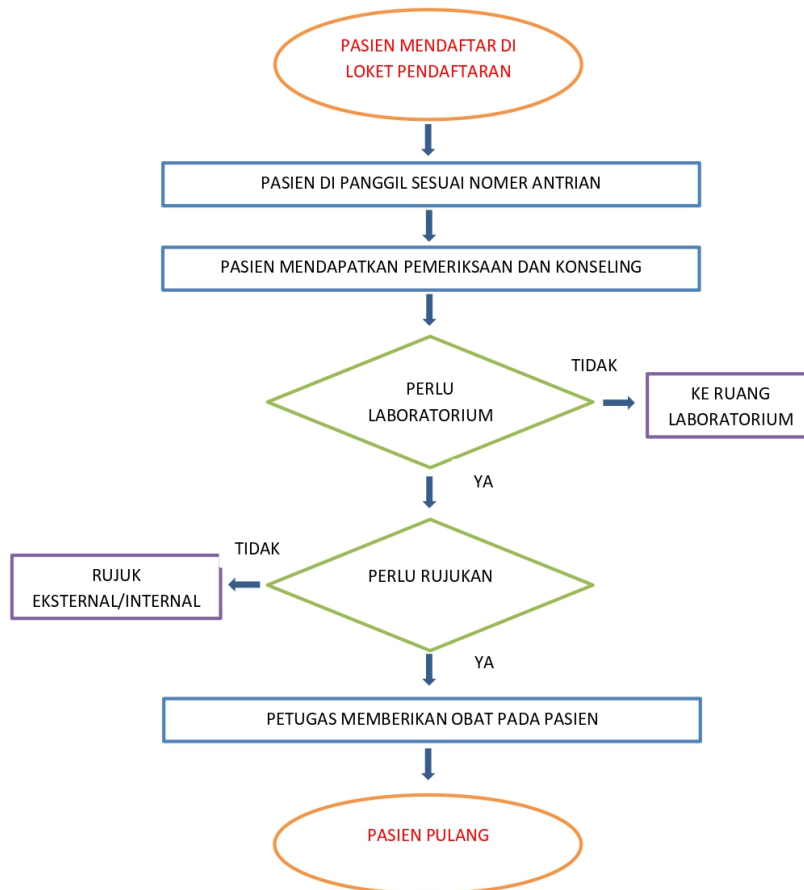 PASIEN MENDAFTAR DI
LOKET PENDAFTARAN
PASIEN DI PANGGIL SESUAI NOMER ANTRIAN
PASIEN MENDAPATKAN PEMERIKSAAN DAN KONSELING
PERLU
LABORATORIUM
TIDAK
KE RUANG
LABORATORIUM
YA
PERLU RUJUKAN
TIDAK
RUJUK
EKSTERNAL/INTERNAL
YA
PETUGAS MEMBERIKAN OBAT PADA PASIEN
PASIEN PULANG